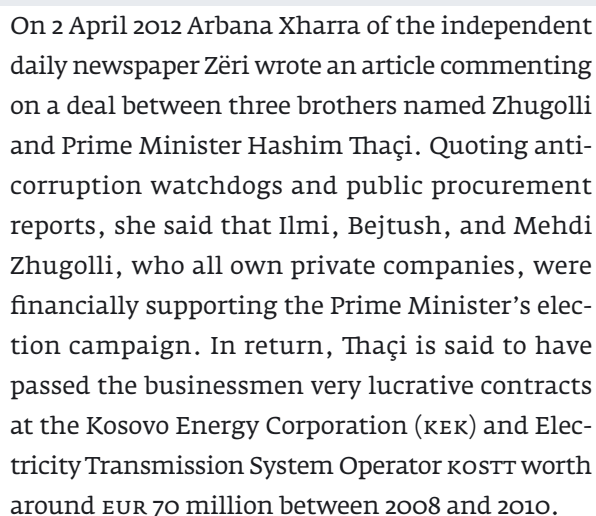 On 2 April 2012 Arbana Xharra of the independent
daily newspaper Zëri wrote an article commenting
on a deal between three brothers named Zhugolli
and Prime Minister Hashim Thaçi. Quoting anti-
corruption watchdogs and public procurement
reports, she said that Ilmi, Bejtush, and Mehdi
Zhugolli, who all own private companies, were
financially supporting the Prime Minister’s elec-
tion campaign. In return, Thaçi is said to have
passed the businessmen very lucrative contracts
at the Kosovo Energy Corporation (KEK) and Elec-
tricity Transmission System Operator KOSTT worth
around EUR 70 million between 2008 and 2010.